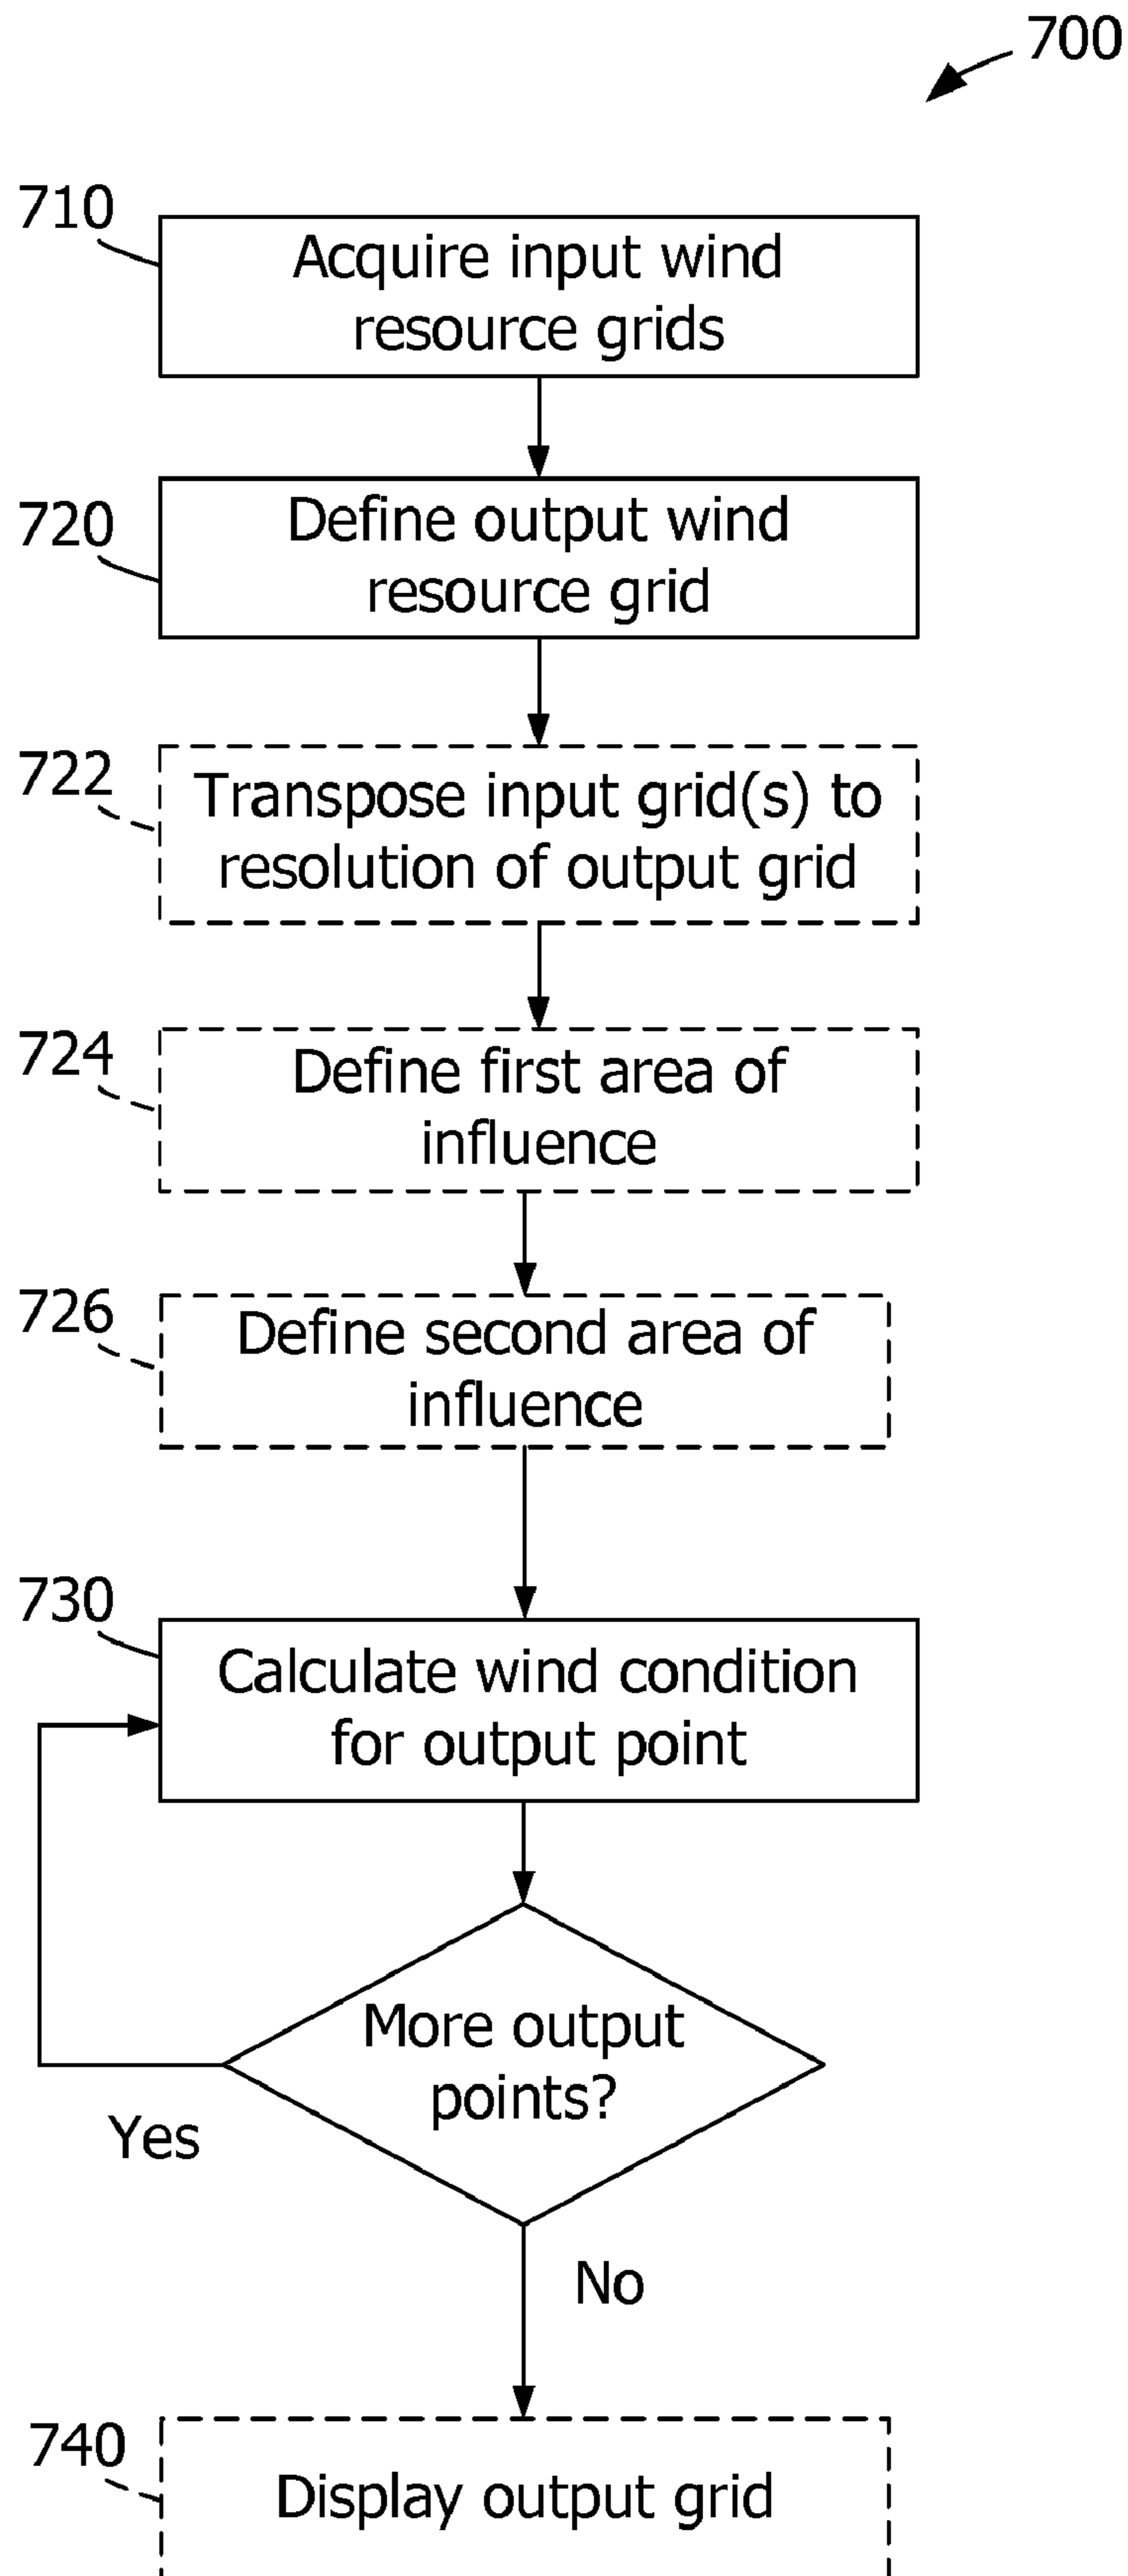 700
710
Acquire input wind
resource grids
720
Define output wind
resource grid
722
Transpose input grid(s) to
resolution of output grid
724
Define first area of
influence
726
Define second area of
influence
730
Calculate wind condition
for output point
More output
points?
Yes
No
740
Display output grid